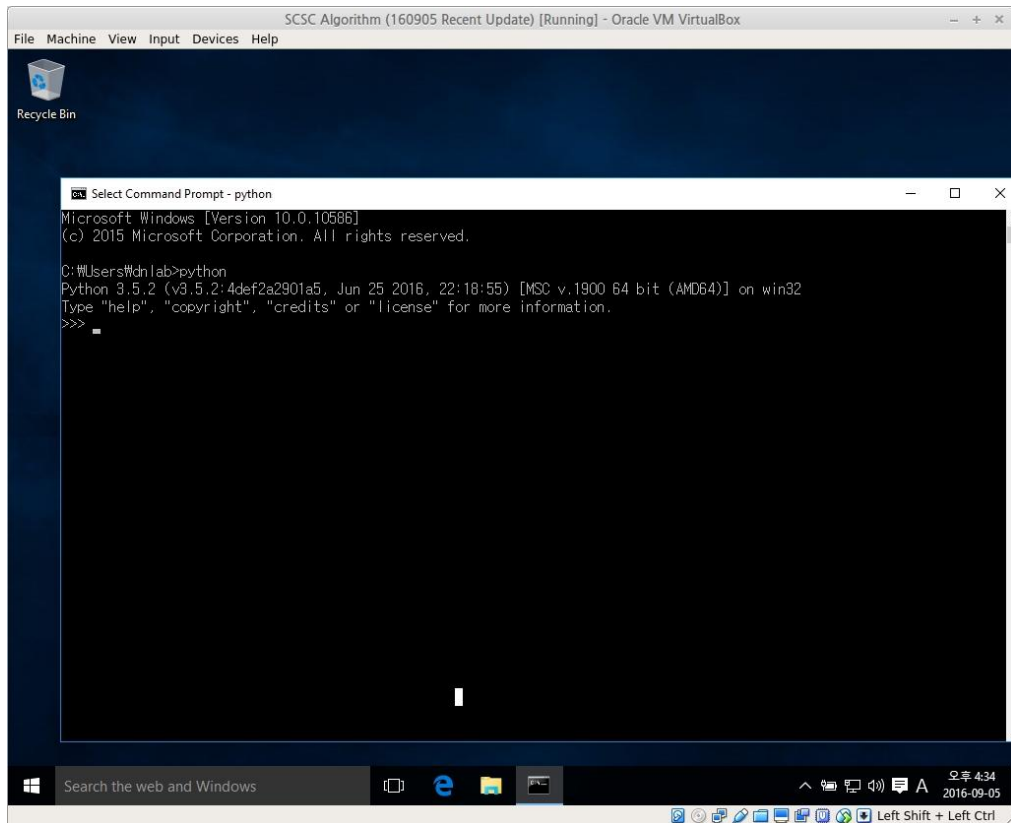 SCSC Algorithm (160905 Recent Update) [Running] - Oracle VM VirtualBox
File Machine View Input Devices Help
Recycle Bin
Select Command Prompt - python
Microsoft Windows [Version 10.0.10586]
(c) 2015 Microsoft Corporation. All rights reserved.
C:₩Users₩dnlab>python
Python 3.5.2 (v3.5.2:4def2a2901a5, Jun 25 2016, 22:18:55) [MSC v.1900 64 bit (AMD64)] on win32
Type "help", "copyright", "credits" or "license" for more information.
>>>
Search the web and Windows
A
오후 4:34
2016-09-05
Left Shift + Left Ctrl